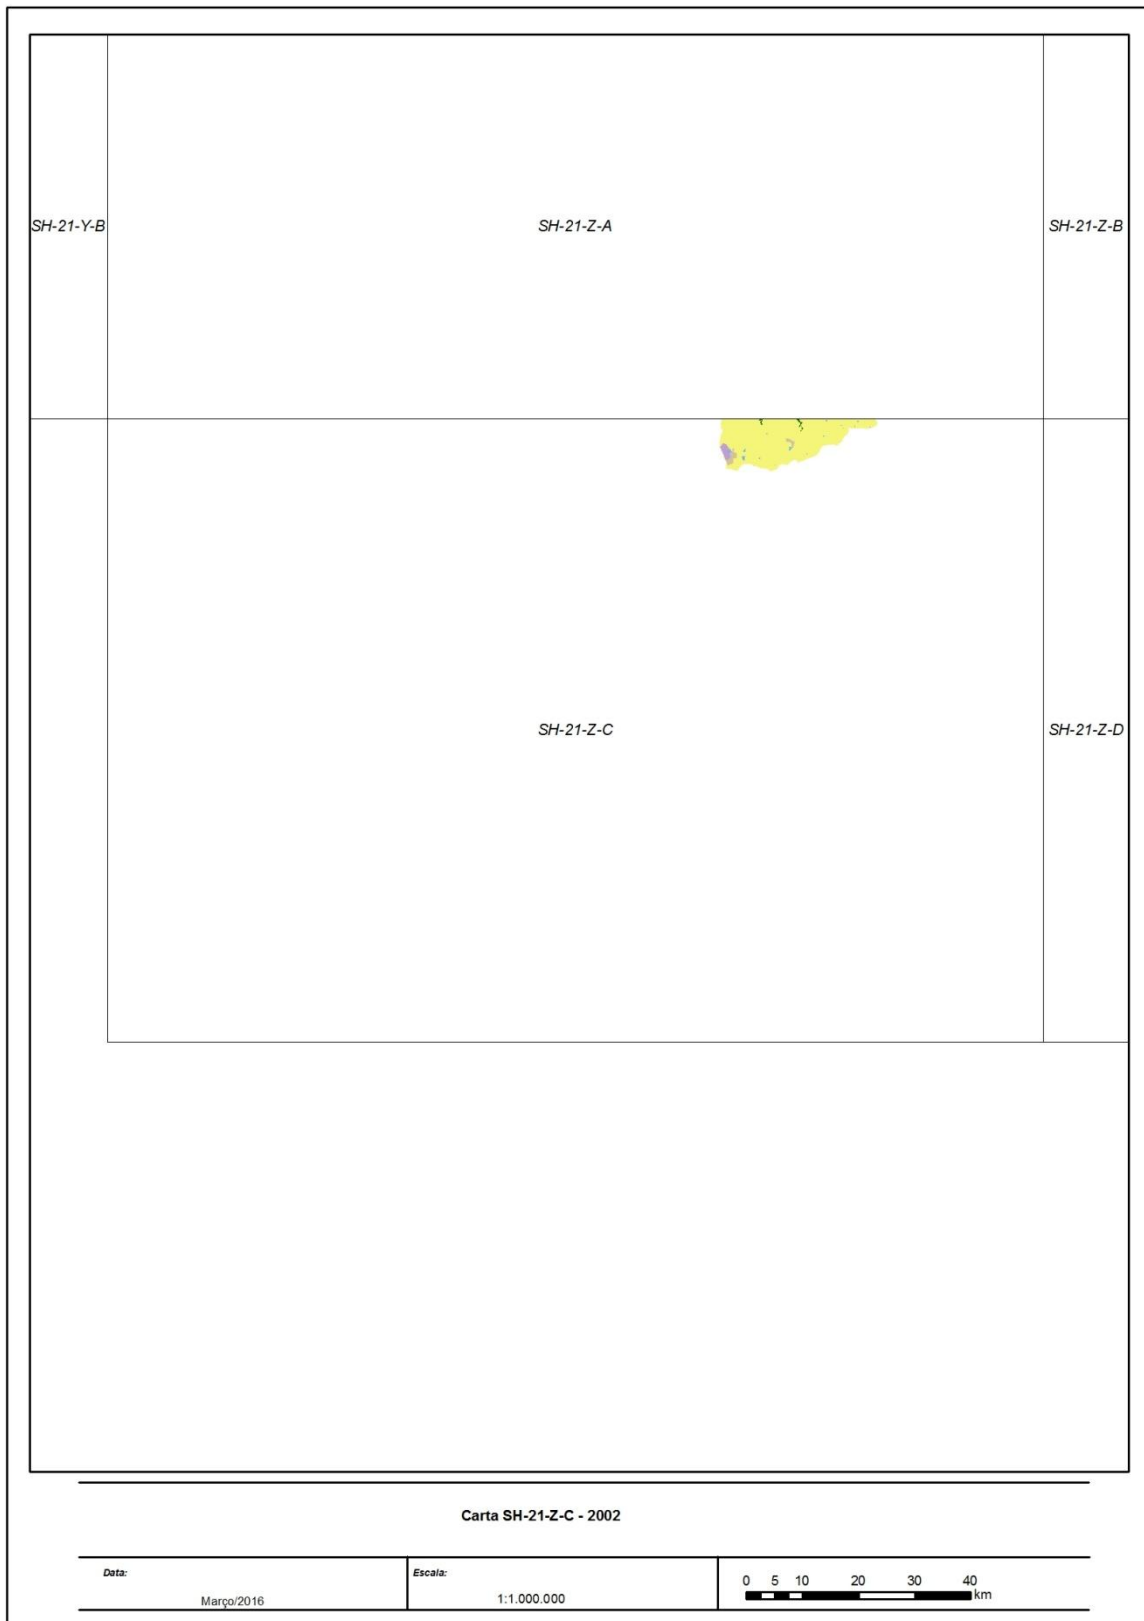 SH-21-Y-B SH-21-Z-A SH-21-Z-B
SH-21-Z-C SH-21-Z-D
Carta SH-21-Z-C - 2002
Data: Escala: 0 5 10 20 30 40
Março/2016 1:1.000.000 km